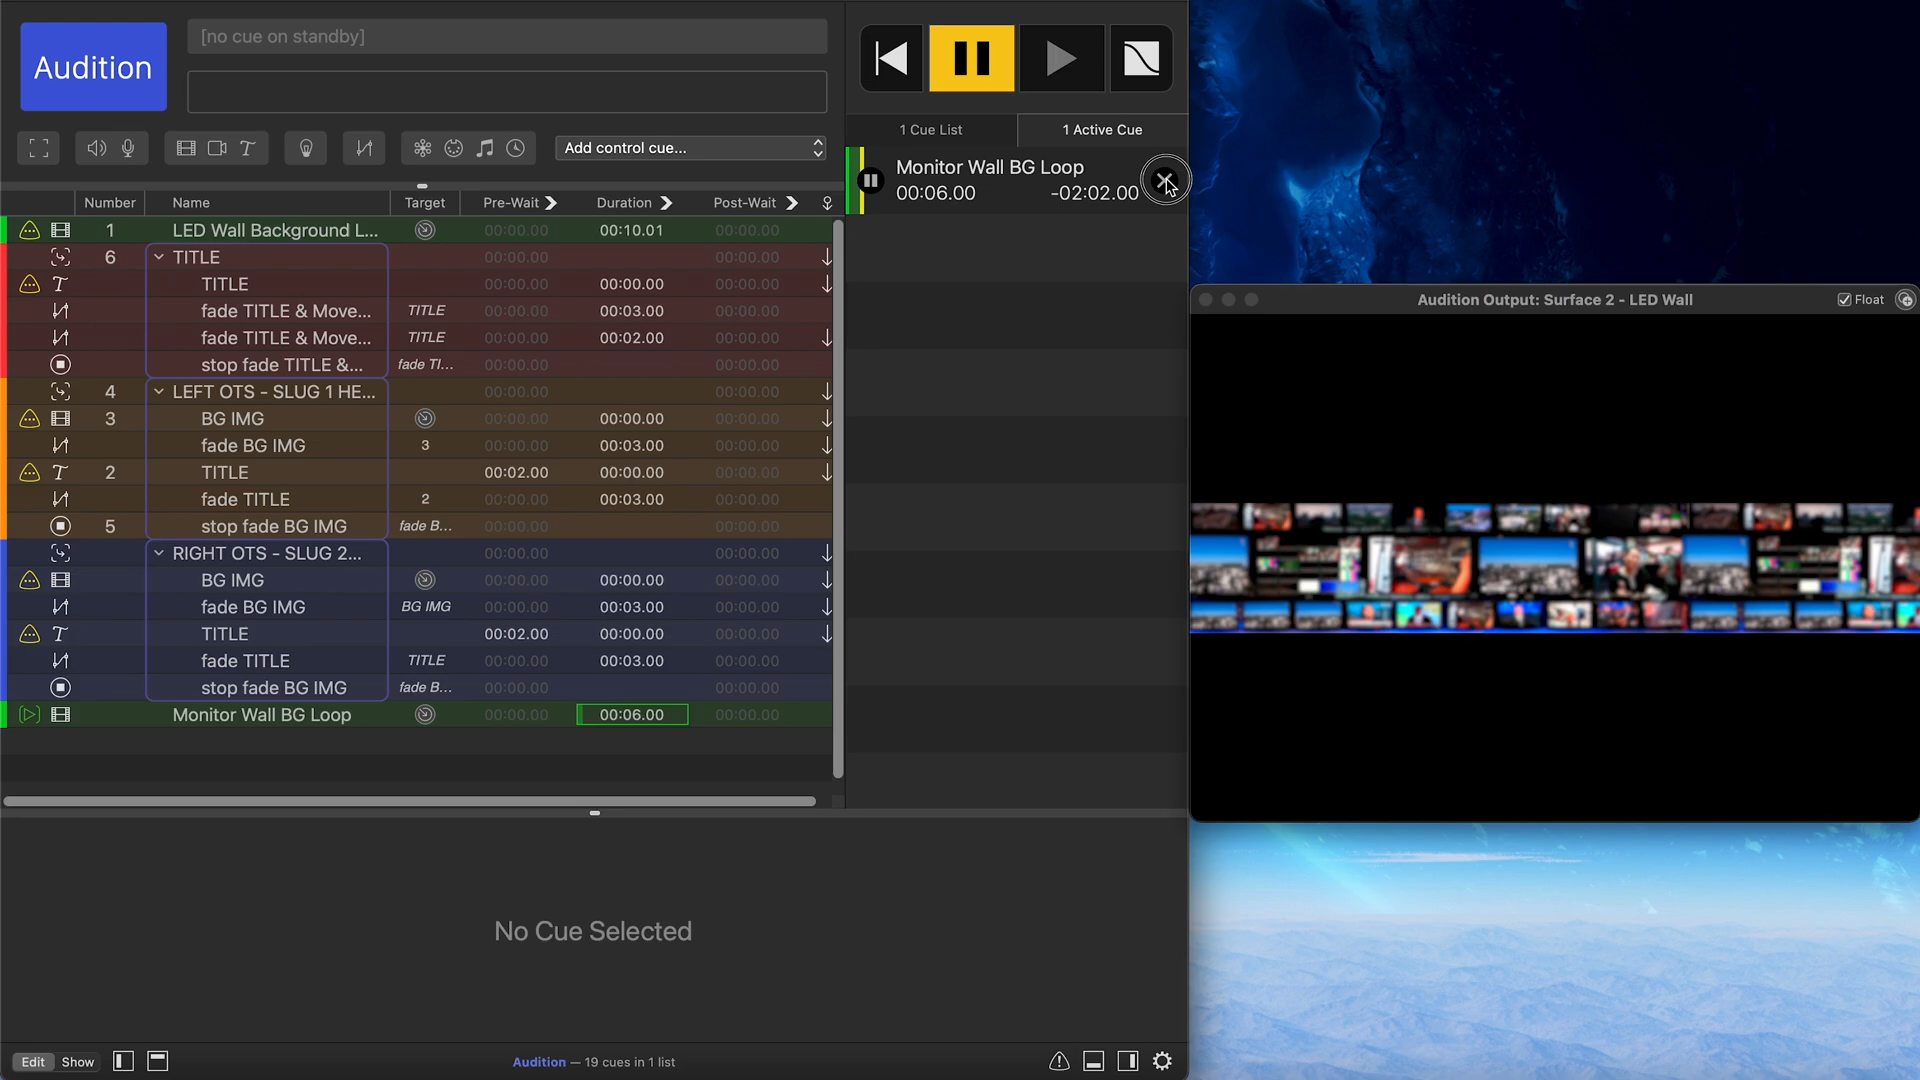 Audition
[no cue on standby]
Add control cue...
1 Cue List
1 Active Cue
Monitor Wall BG Loop
00:06.00 -02:02.00
Number Name Target Pre-Wait Duration Post-Wait
1 LED Wall Background L... 00:00.00 00:10.01 00:00.00
6 TITLE 00:00.00 00:00.00
TITLE 00:00.00 00:00.00 00:00.00
fade TITLE & Move... TITLE 00:00.00 00:03.00 00:00.00
fade TITLE & Move... TITLE 00:00.00 00:02.00 00:00.00
stop fade TITLE &... fade TI... 00:00.00 00:00.00
4 LEFT OTS - SLUG 1 HE... 00:00.00 00:00.00
3 BG IMG 00:00.00 00:00.00 00:00.00
fade BG IMG 3 00:00.00 00:03.00 00:00.00
2 TITLE 00:02.00 00:00.00 00:00.00
fade TITLE 2 00:00.00 00:03.00 00:00.00
5 stop fade BG IMG fade B... 00:00.00 00:00.00
RIGHT OTS - SLUG 2... 00:00.00 00:00.00
BG IMG 00:00.00 00:00.00 00:00.00
fade BG IMG BG IMG 00:00.00 00:03.00 00:00.00
TITLE 00:02.00 00:00.00 00:00.00
fade TITLE TITLE 00:00.00 00:03.00 00:00.00
stop fade BG IMG fade B... 00:00.00 00:00.00
Monitor Wall BG Loop 00:00.00 00:06.00 00:00.00
No Cue Selected
Edit Show
Audition — 19 cues in 1 list
Audition Output: Surface 2 - LED Wall
Float